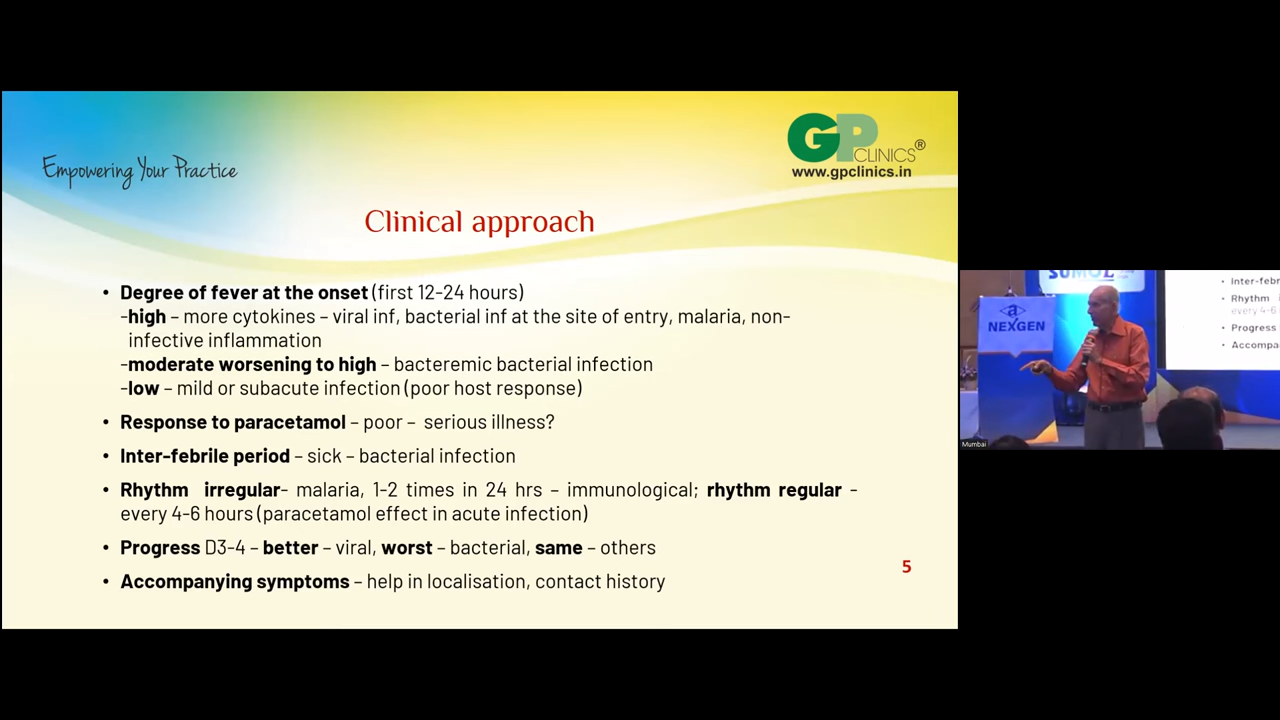 Empowering Your Practice
GP
CLINICS®
www.gpclinics.in
Clinical approach
• Degree of fever at the onset (first 12-24 hours)
-high – more cytokines – viral inf, bacterial inf at the site of entry, malaria, non-
infective inflammation
-moderate worsening to high – bacteremic bacterial infection
-low – mild or subacute infection (poor host response)
• Response to paracetamol – poor – serious illness?
• Inter-febrile period – sick – bacterial infection
• Rhythm irregular- malaria, 1-2 times in 24 hrs – immunological; rhythm regular -
every 4-6 hours (paracetamol effect in acute infection)
• Progress D3-4 – better – viral, worst – bacterial, same – others
• Accompanying symptoms – help in localisation, contact history
5
SUMOL
a
NEXGEN
• Inter-febr
• Rhythm i
every 4-6
• Progress
• Accompa
Mumbai